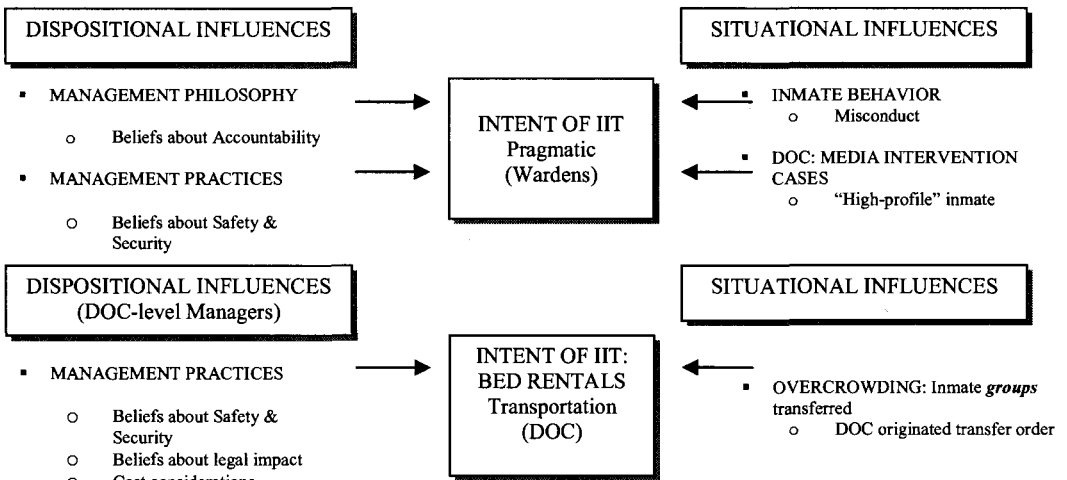 DISPOSITIONAL INFLUENCES
▪ MANAGEMENT PHILOSOPHY
o Beliefs about Accountability
▪ MANAGEMENT PRACTICES
o Beliefs about Safety &
Security
INTENT OF IIT
Pragmatic
(Wardens)
SITUATIONAL INFLUENCES
▪ INMATE BEHAVIOR
o Misconduct
▪ DOC: MEDIA INTERVENTION
CASES
o “High-profile” inmate
DISPOSITIONAL INFLUENCES
(DOC-level Managers)
▪ MANAGEMENT PRACTICES
o Beliefs about Safety &
Security
o Beliefs about legal impact
o Cost considerations
INTENT OF IIT:
BED RENTALS
Transportation
(DOC)
SITUATIONAL INFLUENCES
▪ OVERCROWDING: Inmate groups
transferred
o DOC originated transfer order